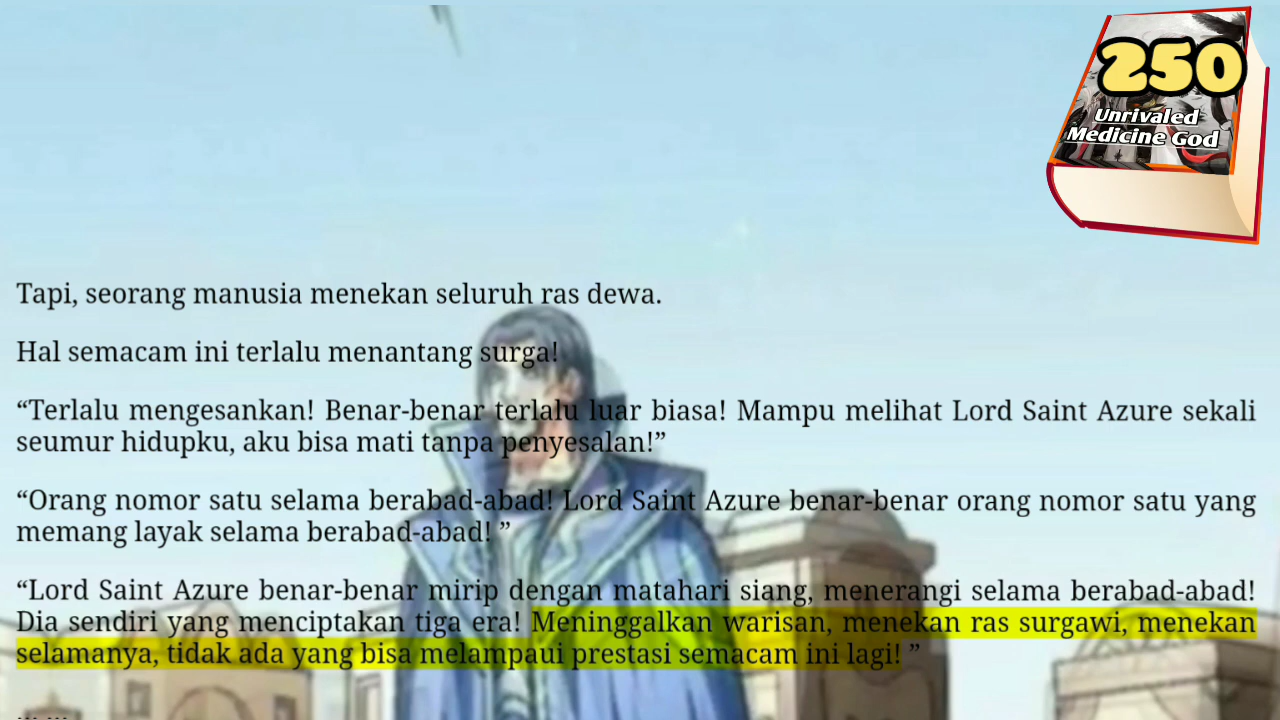 250
Unrivaled
Medicine God
Tapi, seorang manusia menekan seluruh ras dewa.
Hal semacam ini terlalu menantang surga!
“Terlalu mengesankan! Benar-benar terlalu luar biasa! Mampu melihat Lord Saint Azure sekali
seumur hidupku, aku bisa mati tanpa penyesalan!”
“Orang nomor satu selama berabad-abad! Lord Saint Azure benar-benar orang nomor satu yang
memang layak selama berabad-abad! ”
“Lord Saint Azure benar-benar mirip dengan matahari siang, menerangi selama berabad-abad!
Dia sendiri yang menciptakan tiga era! Meninggalkan warisan, menekan ras surgawi, menekan
selamanya, tidak ada yang bisa melampaui prestasi semacam ini lagi! ”
... ...